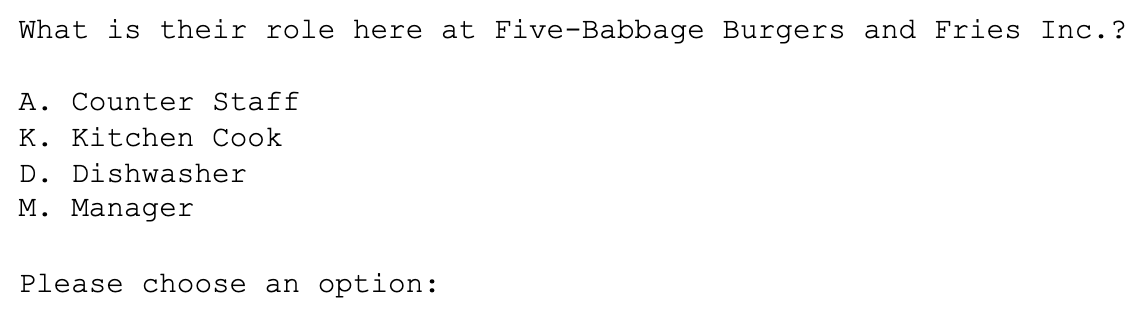 What is their role here at Five-Babbage Burgers and Fries Inc.?
A. Counter Staff
K. Kitchen Cook
D. Dishwasher
M. Manager
Please choose an option: